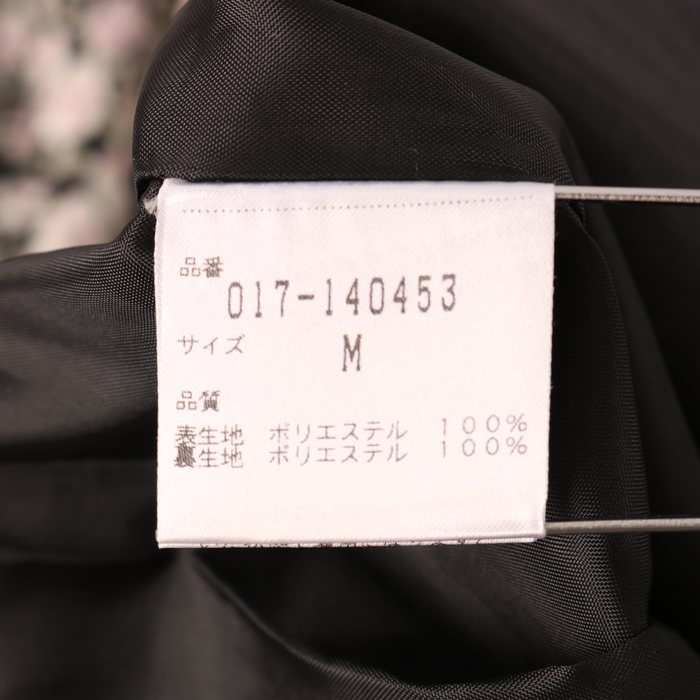 品番
017-140453
サイズ M
品質
表生地 ポリエステル 100%
裏生地 ポリエステル 100%